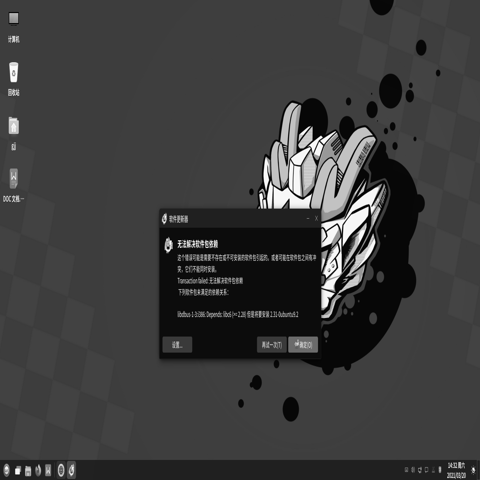 计算机
回收站
DOC 文档...
软件更新器
无法解决软件包依赖
这个错误可能是需要不存在或不可安装的软件包引起的。或者可能在软件包之间有冲
突，它们不能同时安装。
Transaction failed: 无法解决软件包依赖
下列软件包未满足的依赖关系：
libdbus-1-3:i386: Depends: libc6 (>= 2.28) 但是将要安装 2.31-0ubuntu9.2
设置...
再试一次(T)
确定(O)
14:32 周六
2021/03/20